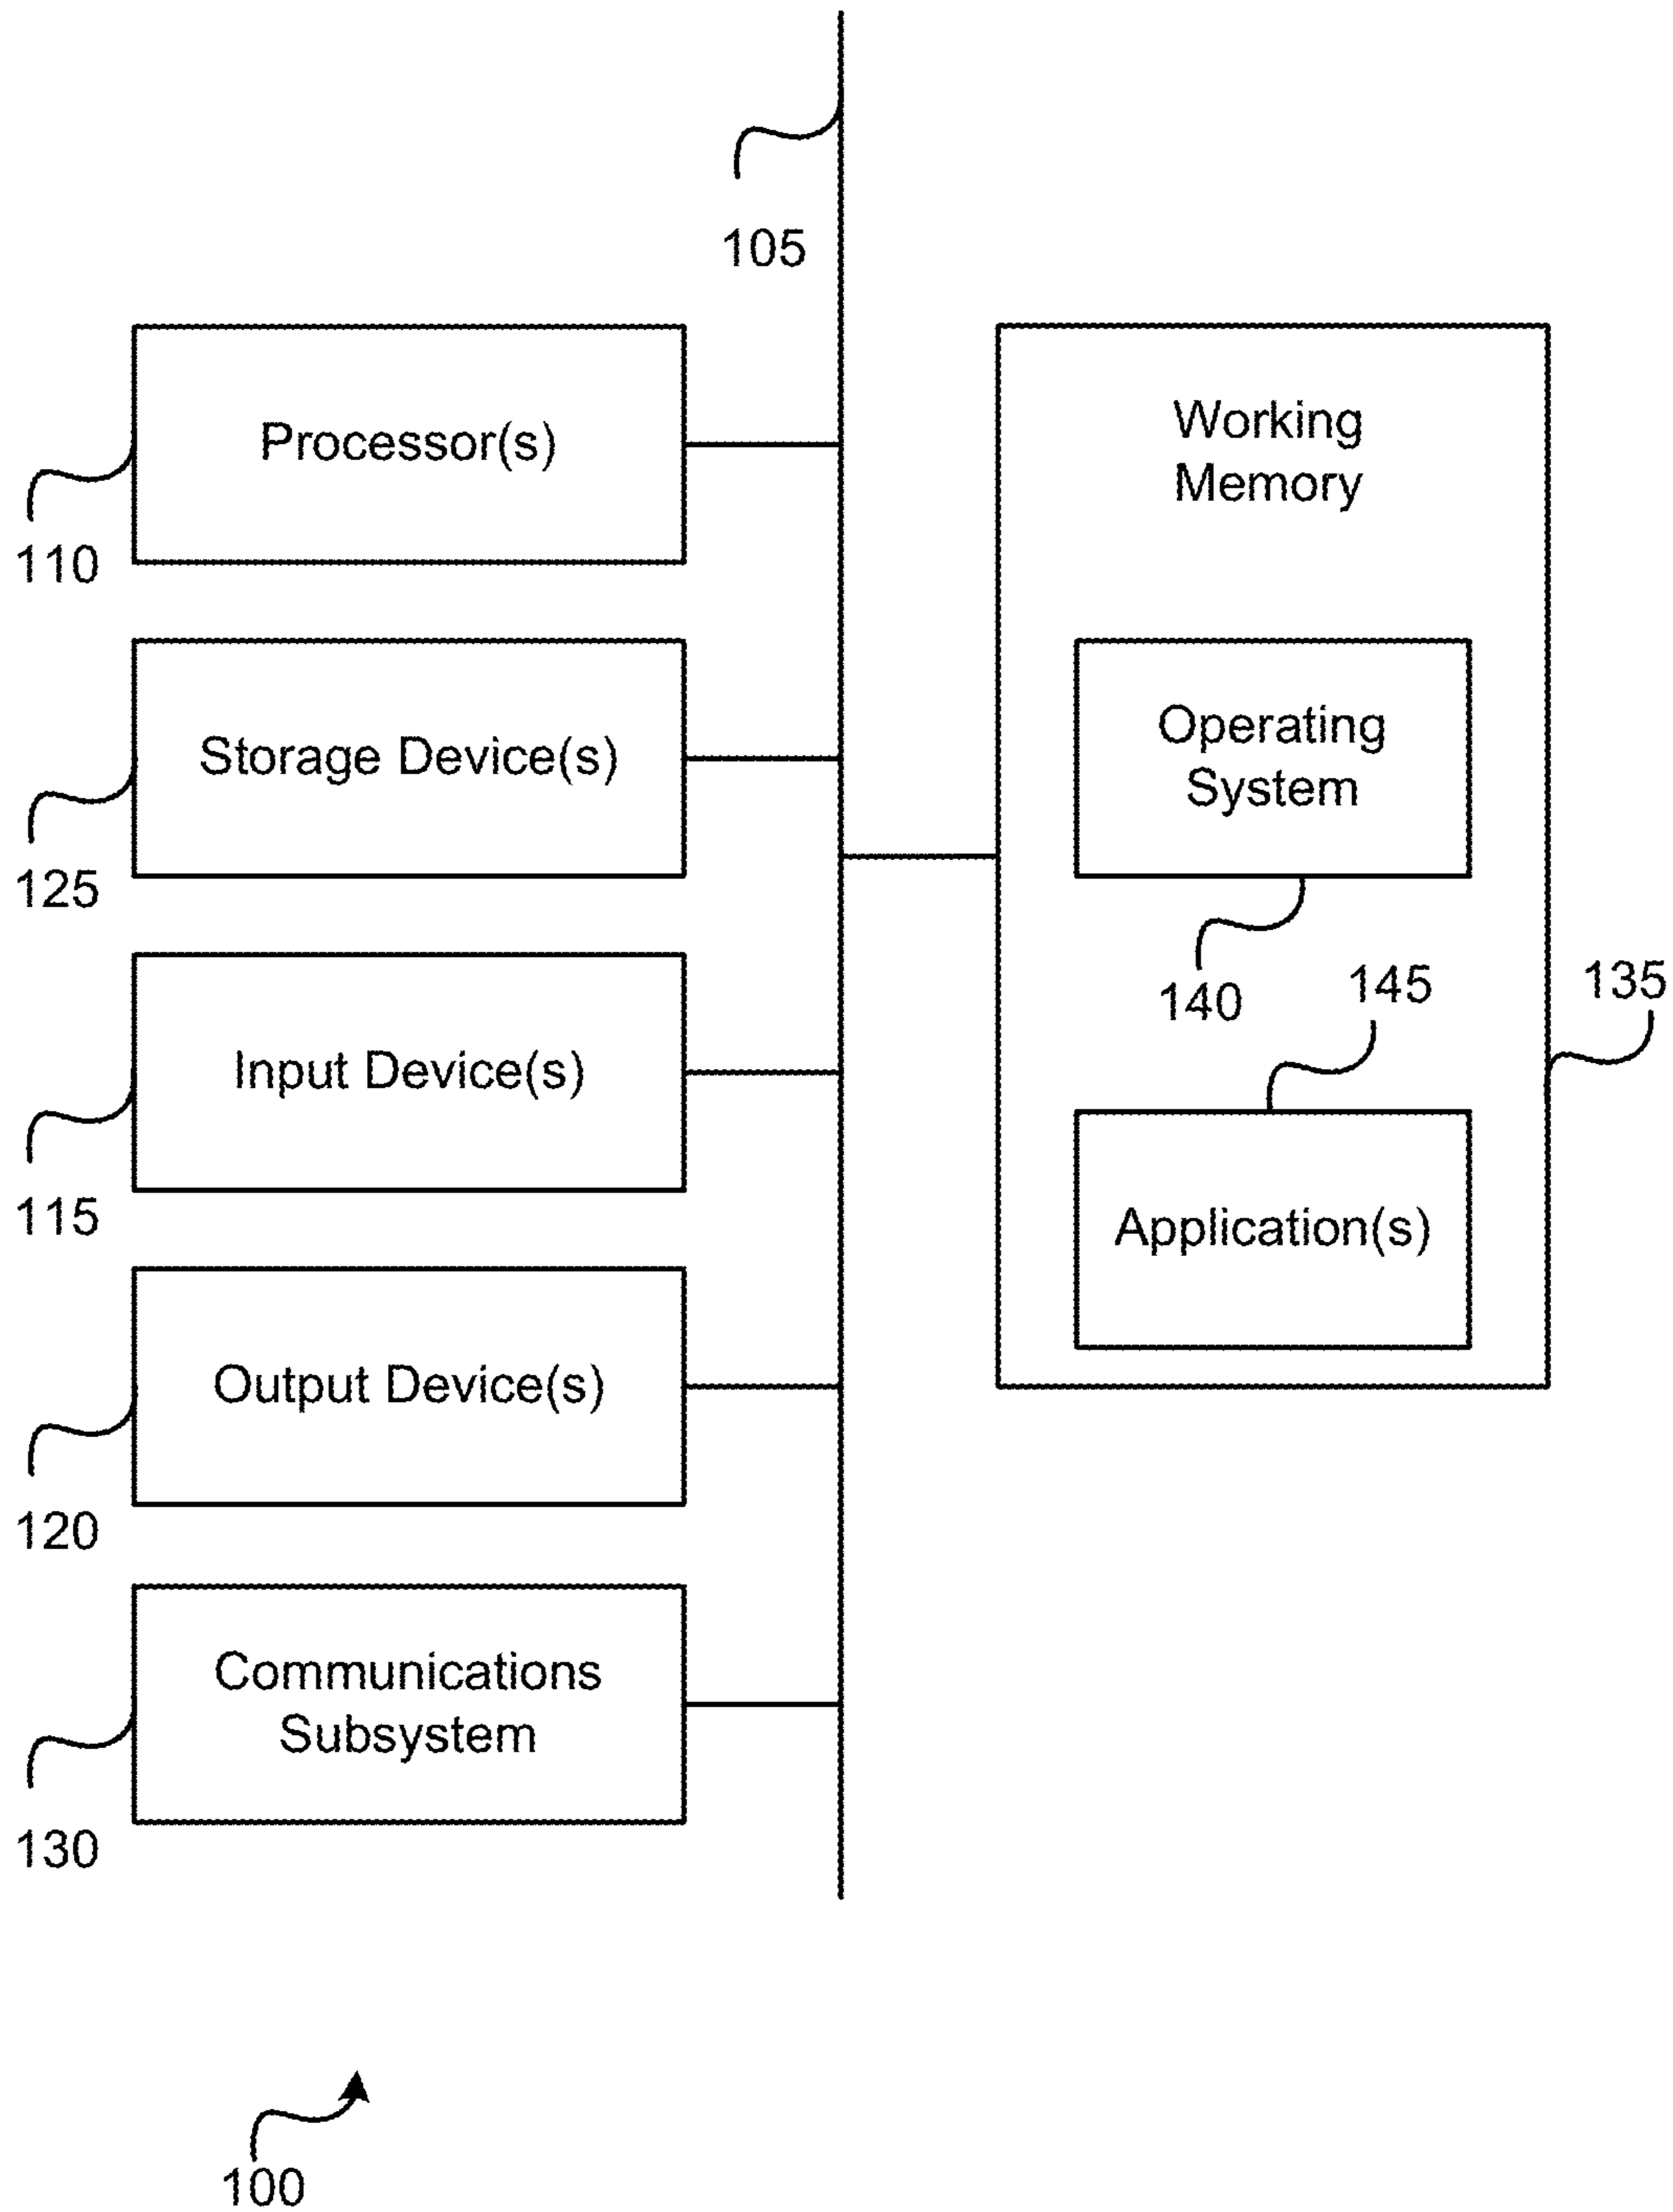 105
Processor(s)
110
Storage Device(s)
125
Input Device(s)
115
Output Device(s)
120
Communications
Subsystem
130
Working
Memory
Operating
System
140
145
135
Application(s)
100